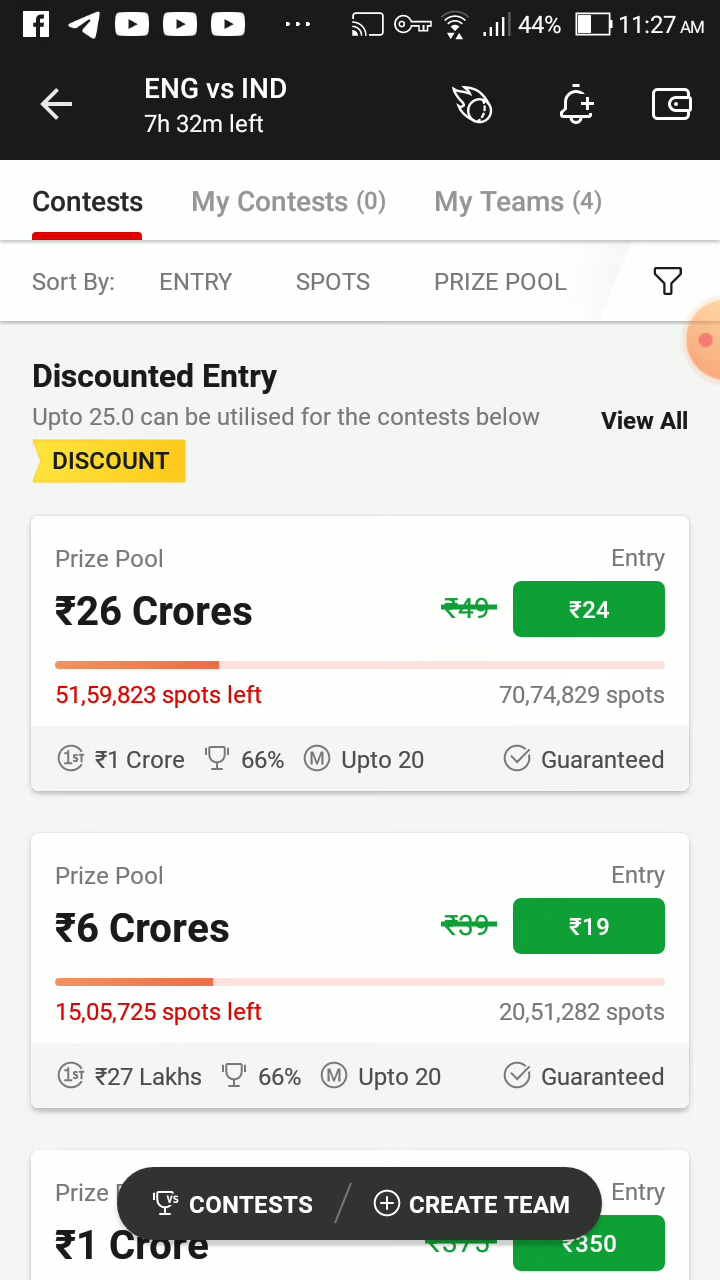 44% 11:27 AM
ENG vs IND
7h 32m left
Contests My Contests (0) My Teams (4)
Sort By: ENTRY SPOTS PRIZE POOL
Discounted Entry
Upto 25.0 can be utilised for the contests below
View All
DISCOUNT
Prize Pool Entry
₹26 Crores ₹49 ₹24
51,59,823 spots left 70,74,829 spots
1ST ₹1 Crore 66% M Upto 20 Guaranteed
Prize Pool Entry
₹6 Crores ₹39 ₹19
15,05,725 spots left 20,51,282 spots
1ST ₹27 Lakhs 66% M Upto 20 Guaranteed
Prize Entry
VS CONTESTS CREATE TEAM
₹1 Crore ₹375 ₹350